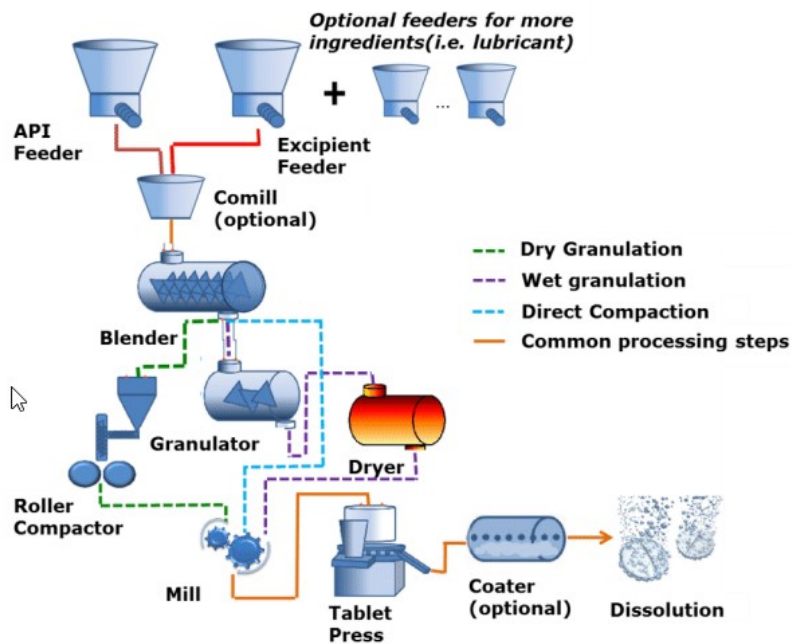 Optional feeders for more
ingredients(i.e. lubricant)
+
...
API
Feeder
Excipient
Feeder
Comill
(optional)
Dry Granulation
Wet granulation
Direct Compaction
Common processing steps
Blender
Granulator
Dryer
Roller
Compactor
Mill
Tablet
Press
Coater
(optional)
Dissolution